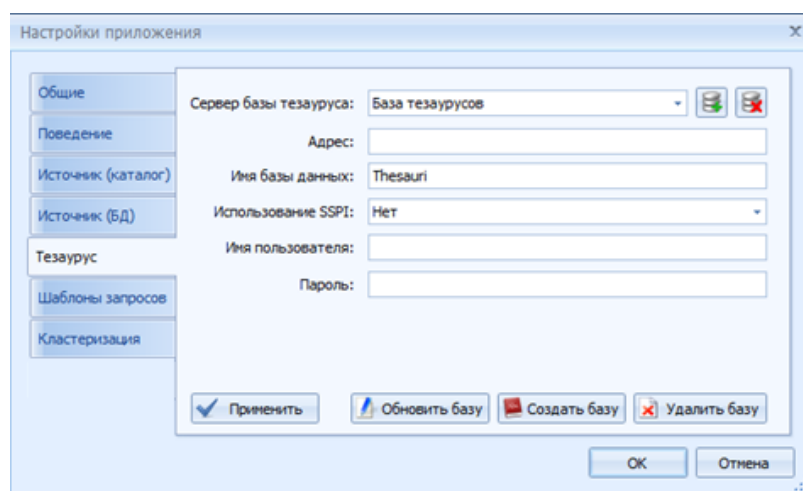 Настройки приложения
Общие
Поведение
Источник (каталог)
Источник (БД)
Тезаурус
Шаблоны запросов
Кластеризация
Сервер базы тезауруса: База тезаурусов
Адрес:
Имя базы данных: Thesauri
Использование SSPI: Нет
Имя пользователя:
Пароль:
Применить Обновить базу Создать базу Удалить базу
ОК Отмена